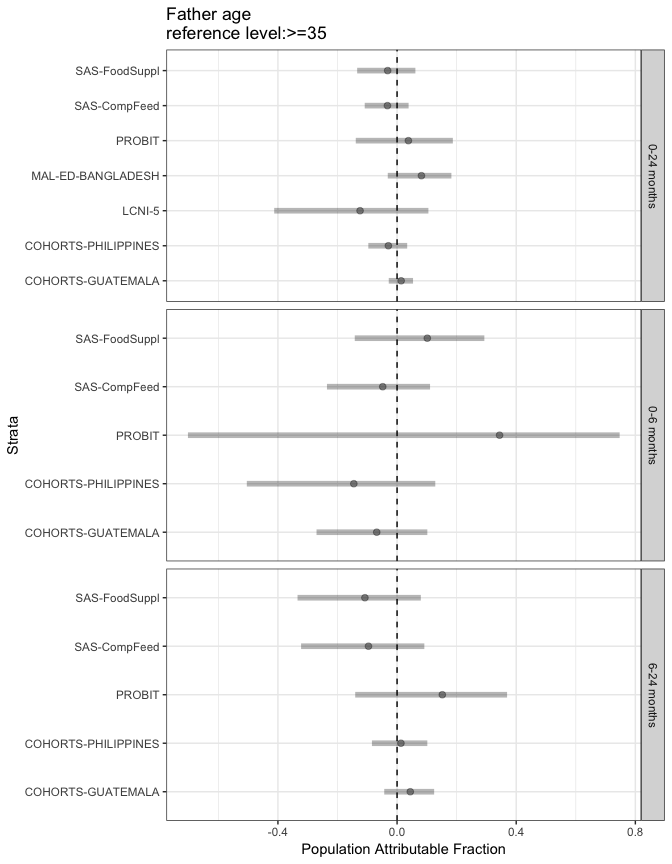 Father age
reference level:>=35
SAS-FoodSuppl
SAS-CompFeed
PROBIT
MAL-ED-BANGLADESH
LCNI-5
COHORTS-PHILIPPINES
COHORTS-GUATEMALA
0-24 months
SAS-FoodSuppl
SAS-CompFeed
PROBIT
COHORTS-PHILIPPINES
COHORTS-GUATEMALA
0-6 months
SAS-FoodSuppl
SAS-CompFeed
PROBIT
COHORTS-PHILIPPINES
COHORTS-GUATEMALA
6-24 months
Strata
-0.4 0.0 0.4 0.8
Population Attributable Fraction